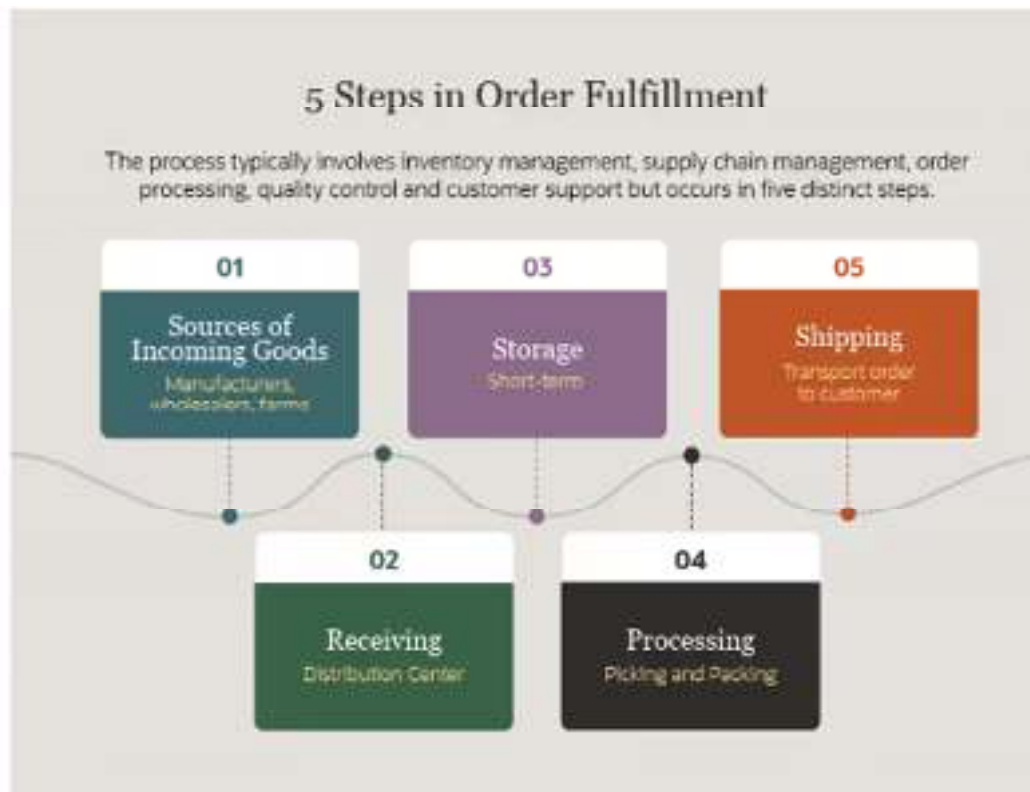 5 Steps in Order Fulfillment
The process typically involves inventory management, supply chain management, order
processing, quality control and customer support but occurs in five distinct steps.
01
Sources of
Incoming Goods
Manufacturers,
wholesalers, farms
02
Receiving
Distribution Center
03
Storage
Short-term
04
Processing
Picking and Packing
05
Shipping
Transport order
to customer